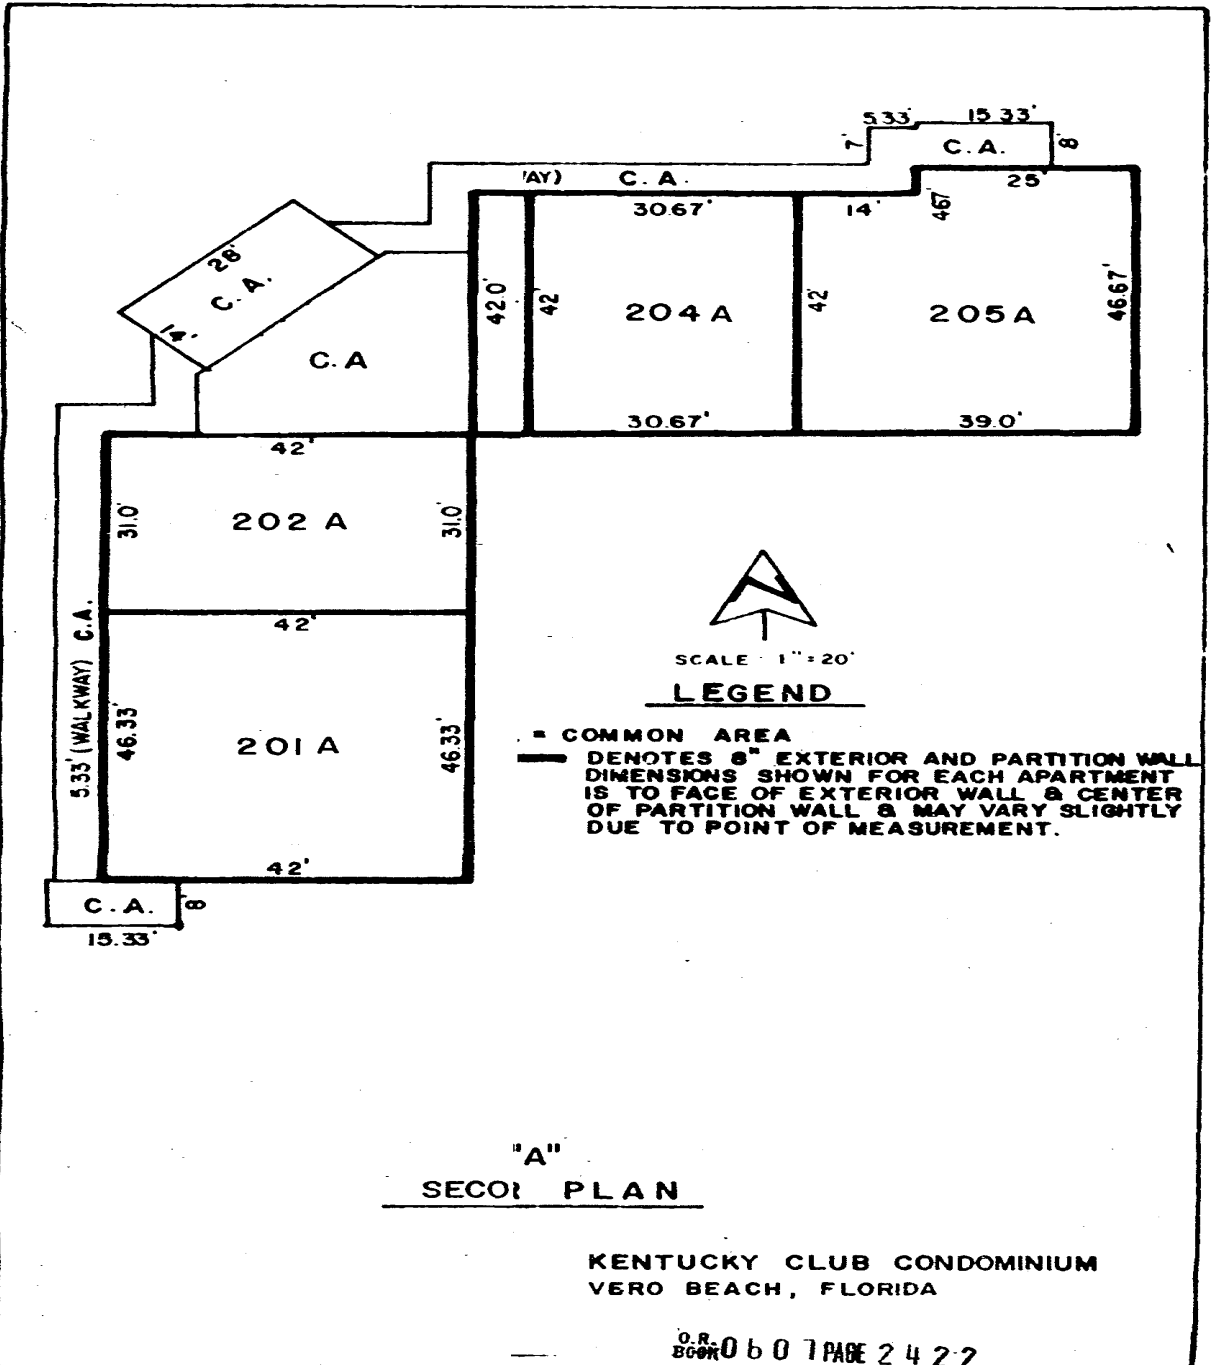 5.33' 15.33'
7' C.A. 8'
'AY) C.A.
25'
30.67' 14' 4.67'
28'
C.A.
14'
42.0' 42' 204 A 42' 205 A 46.67'
C.A
30.67' 39.0'
42'
31.0' 202 A 31.0'
42'
5.33' (WALKWAY) C.A.
46.33' 201 A 46.33'
42'
C.A. 8'
15.33'
N
SCALE 1" = 20'
LEGEND
. = COMMON AREA
DENOTES 8" EXTERIOR AND PARTITION WALL
DIMENSIONS SHOWN FOR EACH APARTMENT
IS TO FACE OF EXTERIOR WALL & CENTER
OF PARTITION WALL & MAY VARY SLIGHTLY
DUE TO POINT OF MEASUREMENT.
"A"
SECO PLAN
KENTUCKY CLUB CONDOMINIUM
VERO BEACH, FLORIDA
O.R.
BOOK 0607 PAGE 2422